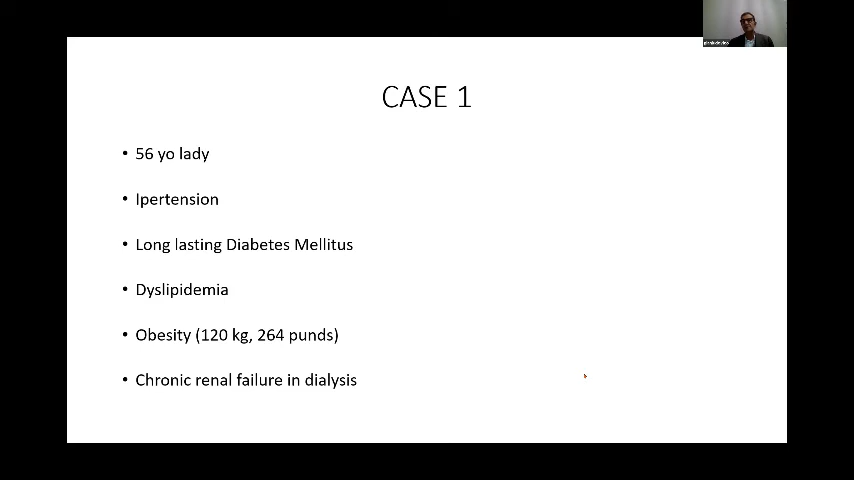 CASE 1
• 56 yo lady
• Ipertension
• Long lasting Diabetes Mellitus
• Dyslipidemia
• Obesity (120 kg, 264 punds)
• Chronic renal failure in dialysis